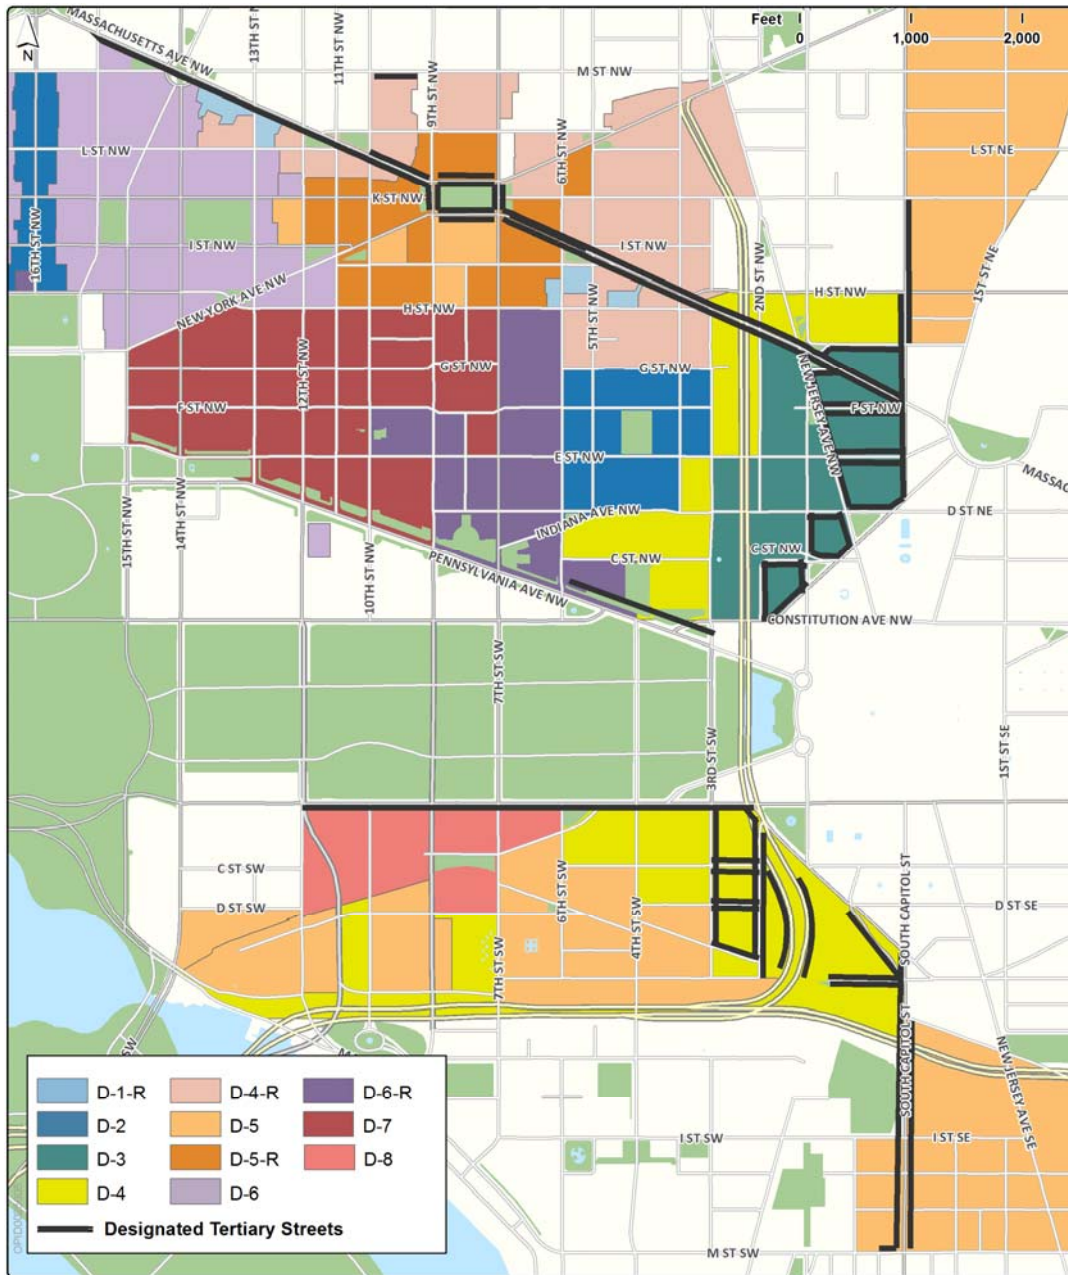 Feet
0 1,000 2,000
N
MASSACHUSETTS AVE NW
13TH ST N
11TH ST NW
9TH ST NW
M ST NW
L ST NW
6TH ST NW
L ST NE
K ST NW
16TH ST NW
I ST NW
I ST NW
2ND ST NW
1ST ST NE
NEW YORK AVE NW
H ST NW
5TH ST NW
H ST NW
12TH ST NW
G ST NW
G ST NW
NEW JERSEY AVE NW
F ST NW
F ST NW
E ST NW
MASSAC
15TH ST NW
14TH ST NW
INDIANA AVE NW
D ST NE
10TH ST NW
PENNSYLVANIA AVE NW
C ST NW
C ST NW
CONSTITUTION AVE NW
7TH ST SW
3RD ST SW
1ST ST SE
C ST SW
D ST SW
6TH ST SW
4TH ST SW
7TH ST SW
SOUTH CAPITOL ST
D ST SE
SOUTH CAPITOL ST
NEW JERSEY AVE SE
SW
I ST SW
I ST SE
M ST SW
D-1-R D-4-R D-6-R
D-2 D-5 D-7
D-3 D-5-R D-8
D-4 D-6
Designated Tertiary Streets